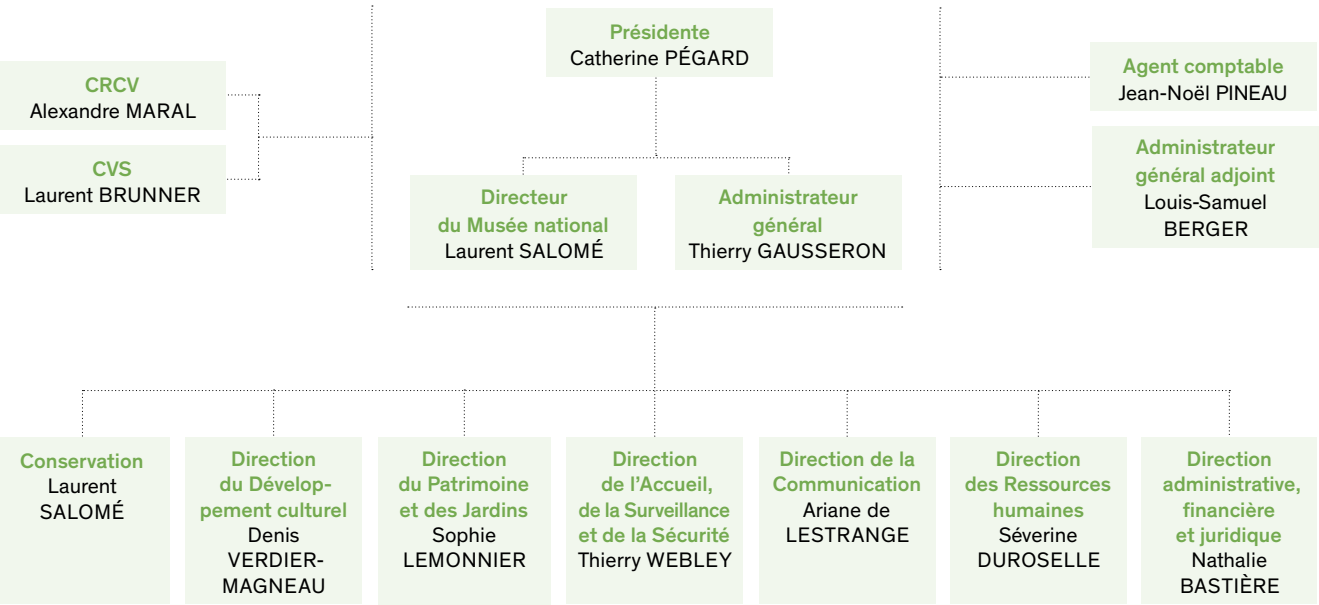 Présidente
Catherine PÉGARD
CRCV
Alexandre MARAL
CVS
Laurent BRUNNER
Agent comptable
Jean-Noël PINEAU
Administrateur
général adjoint
Louis-Samuel
BERGER
Directeur
du Musée national
Laurent SALOMÉ
Administrateur
général
Thierry GAUSSERON
Conservation
Laurent
SALOMÉ
Direction
du Dévelop-
pement culturel
Denis
VERDIER-
MAGNEAU
Direction
du Patrimoine
et des Jardins
Sophie
LEMONNIER
Direction
de l'Accueil,
de la Surveillance
et de la Sécurité
Thierry WEBLEY
Direction de la
Communication
Ariane de
LESTRANGE
Direction
des Ressources
humaines
Séverine
DUROSELLE
Direction
administrative,
financière
et juridique
Nathalie
BASTIÈRE